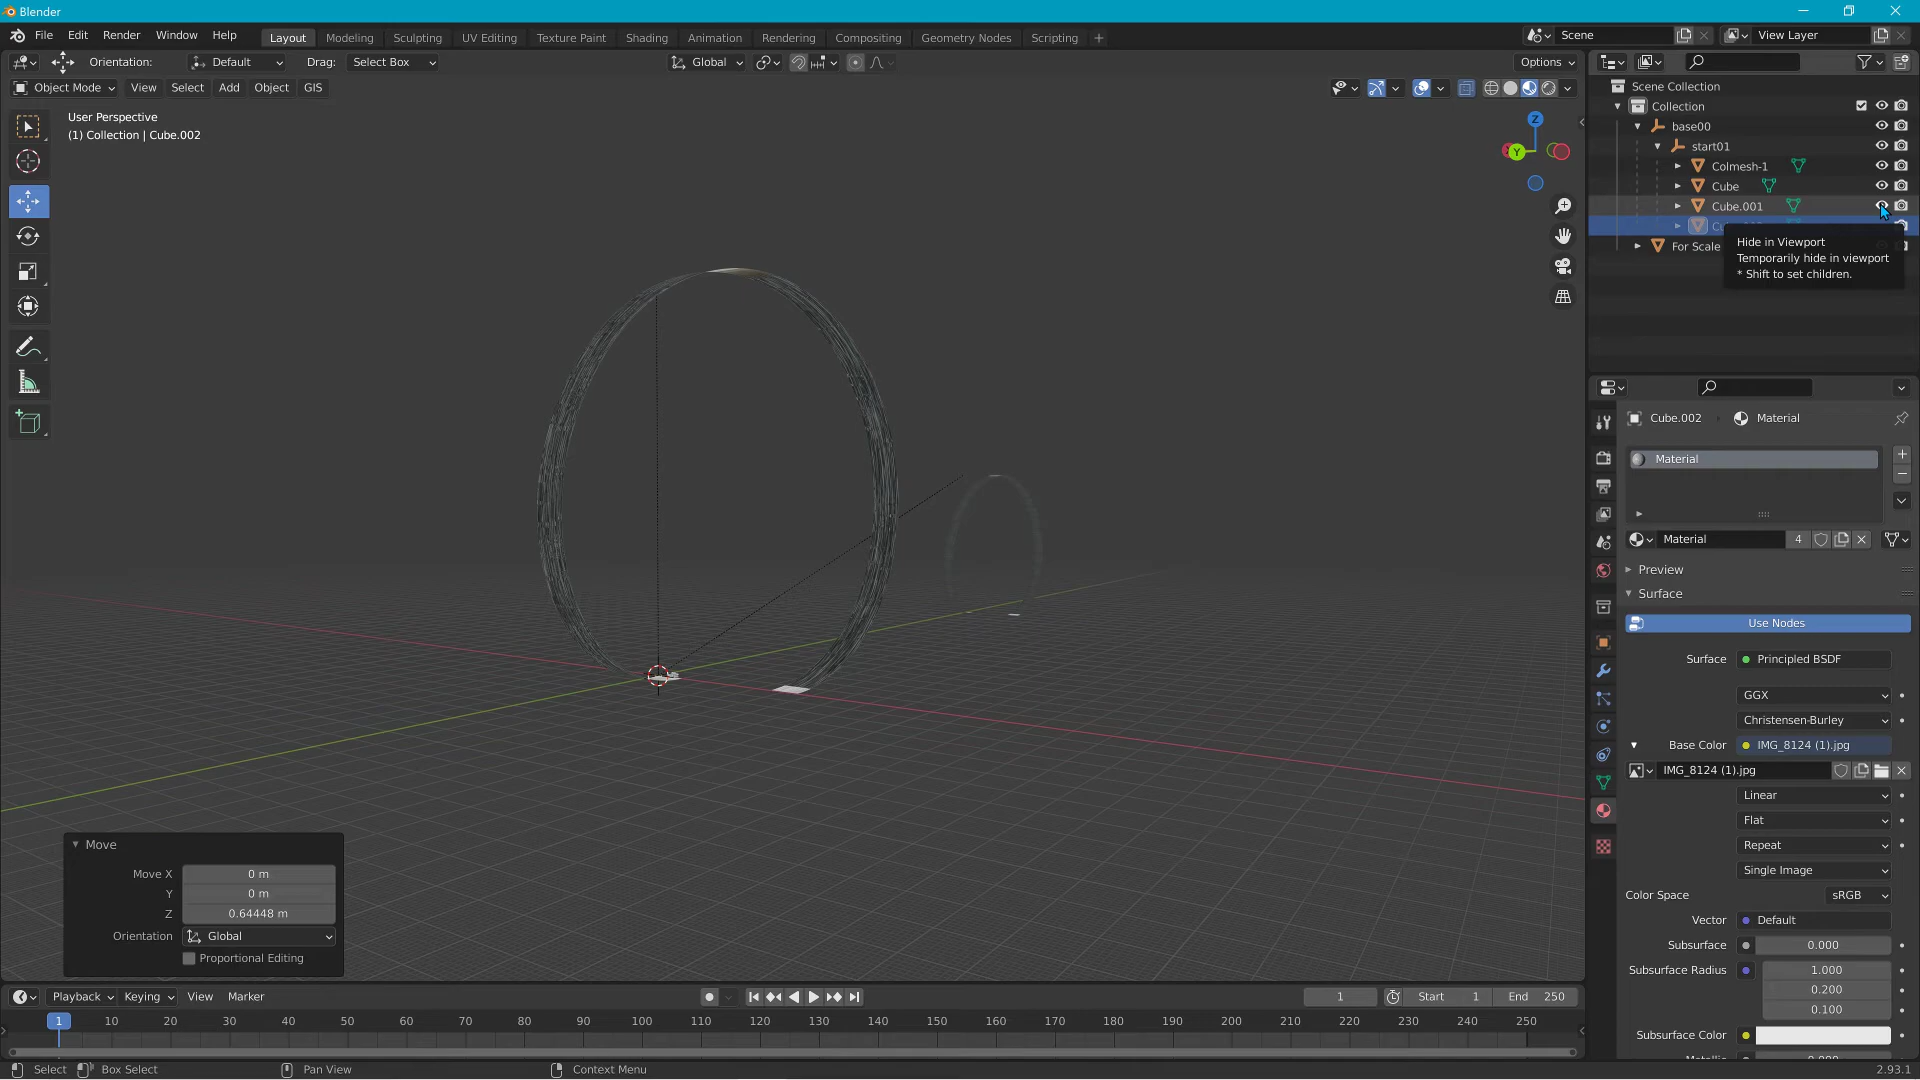 Blender
File Edit Render Window Help
Layout Modeling Sculpting UV Editing Texture Paint Shading Animation Rendering Compositing Geometry Nodes Scripting
Scene
View Layer
Orientation: Default Drag: Select Box
Global
Options
Object Mode View Select Add Object GIS
User Perspective
(1) Collection | Cube.002
Z
Y
Scene Collection
Collection
base00
start01
Colmesh-1
Cube
Cube.001
For Scale
Hide in Viewport
Temporarily hide in viewport
* Shift to set children.
Cube.002 Material
Material
Material 4
Preview
Surface
Use Nodes
Surface Principled BSDF
GGX
Christensen-Burley
Base Color IMG_8124 (1).jpg
IMG_8124 (1).jpg
Linear
Flat
Repeat
Single Image
Color Space sRGB
Vector Default
Subsurface 0.000
Subsurface Radius 1.000
0.200
0.100
Subsurface Color
Move
Move X 0 m
Y 0 m
Z 0.64448 m
Orientation Global
Proportional Editing
Playback Keying View Marker
1 Start 1 End 250
1 10 20 30 40 50 60 70 80 90 100 110 120 130 140 150 160 170 180 190 200 210 220 230 240 250
Select Box Select Pan View Context Menu
2.93.1